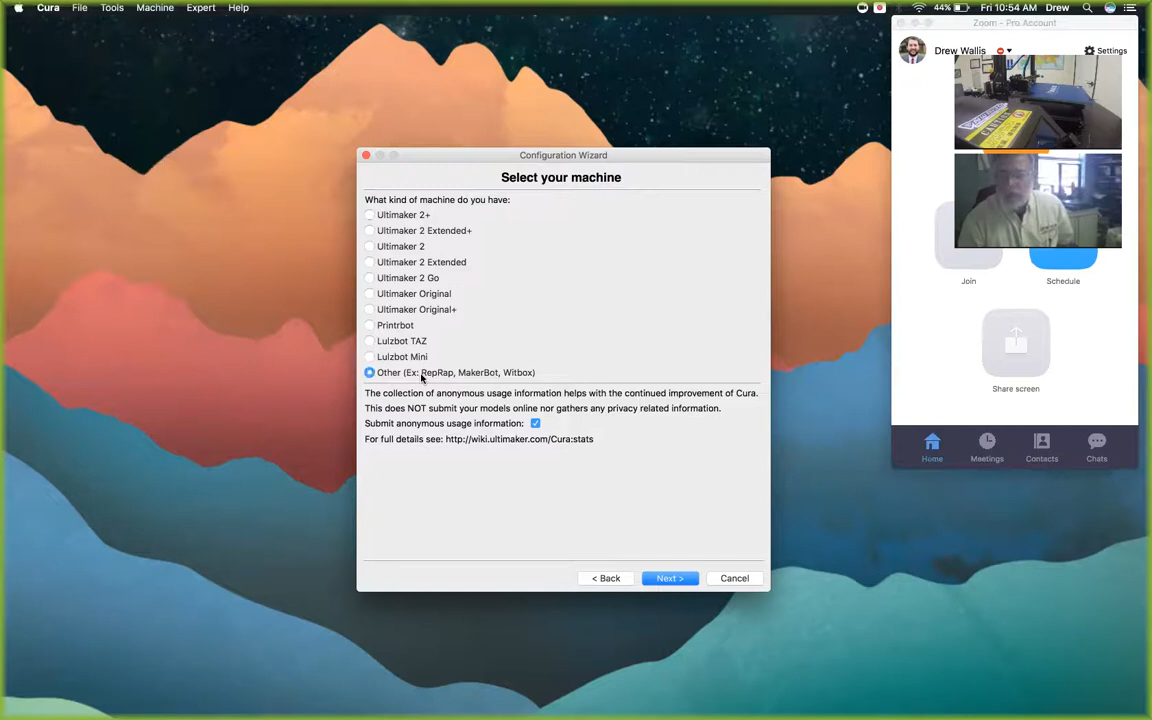 Cura File Tools Machine Expert Help
44% Fri 10:54 AM Drew
Zoom - Pro Account
Drew Wallis
Settings
CAUTION
Join
Schedule
Share screen
Home
Meetings
Contacts
Chats
Configuration Wizard
Select your machine
What kind of machine do you have:
Ultimaker 2+
Ultimaker 2 Extended+
Ultimaker 2
Ultimaker 2 Extended
Ultimaker 2 Go
Ultimaker Original
Ultimaker Original+
Printrbot
Lulzbot TAZ
Lulzbot Mini
Other (Ex: RepRap, MakerBot, Witbox)
The collection of anonymous usage information helps with the continued improvement of Cura.
This does NOT submit your models online nor gathers any privacy related information.
Submit anonymous usage information:
For full details see: http://wiki.ultimaker.com/Cura:stats
< Back
Next >
Cancel